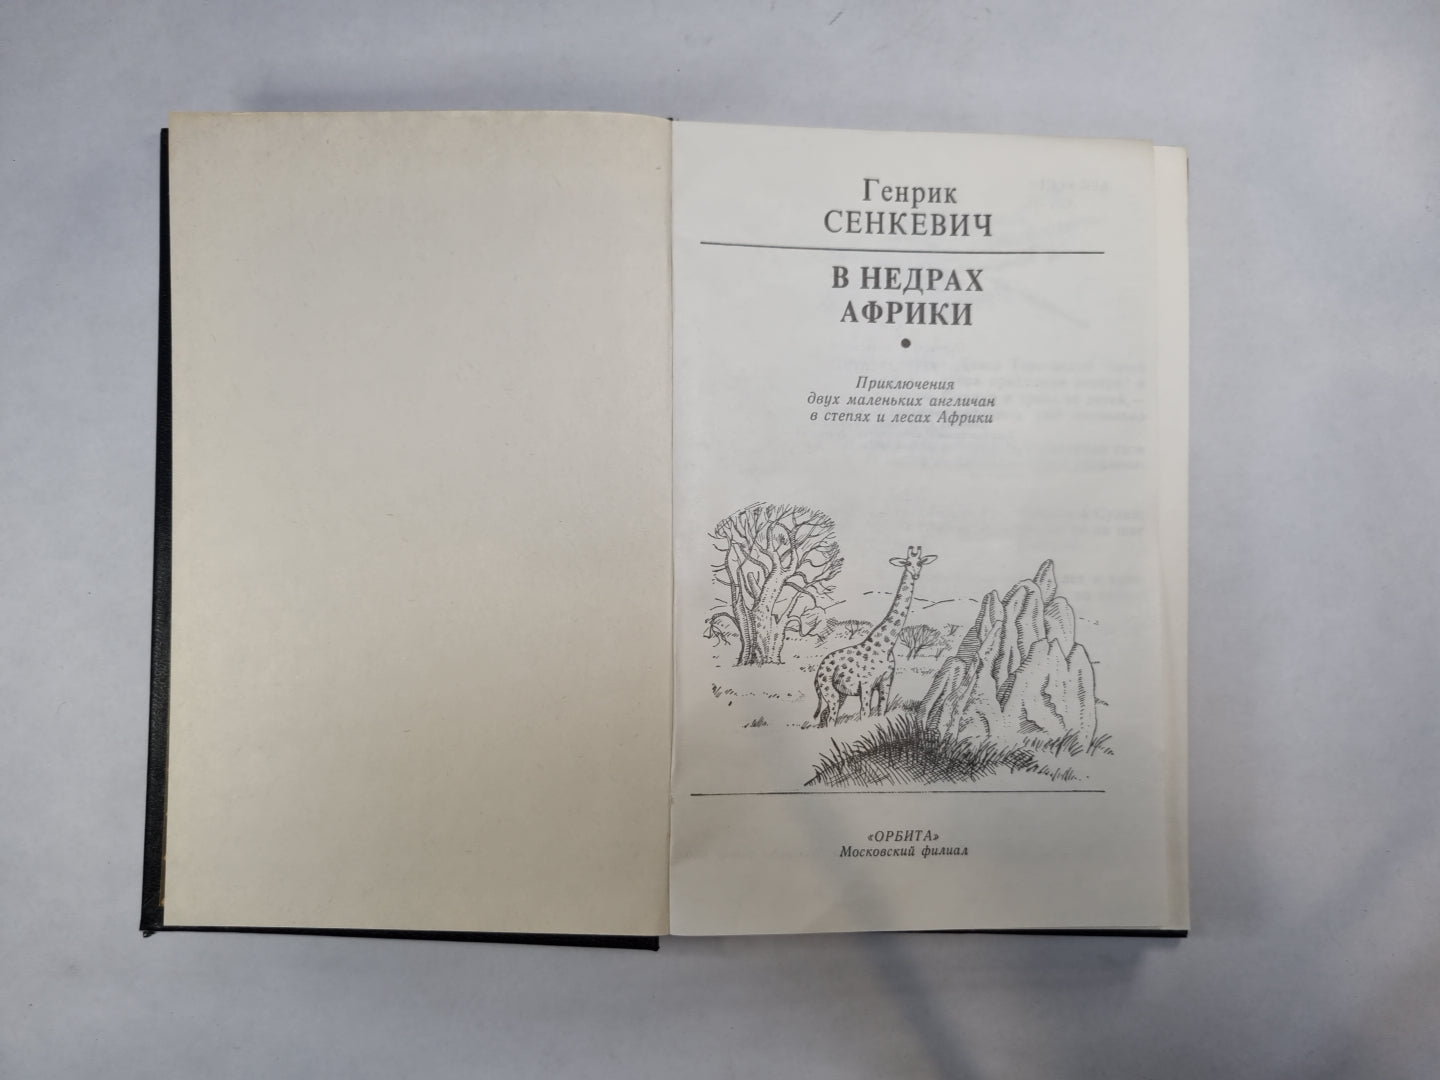 Генрик
СЕНКЕВИЧ
В НЕДРАХ
АФРИКИ
Приключения
двух маленьких англичан
в степях и лесах Африки
«ОРБИТА»
Московский филиал